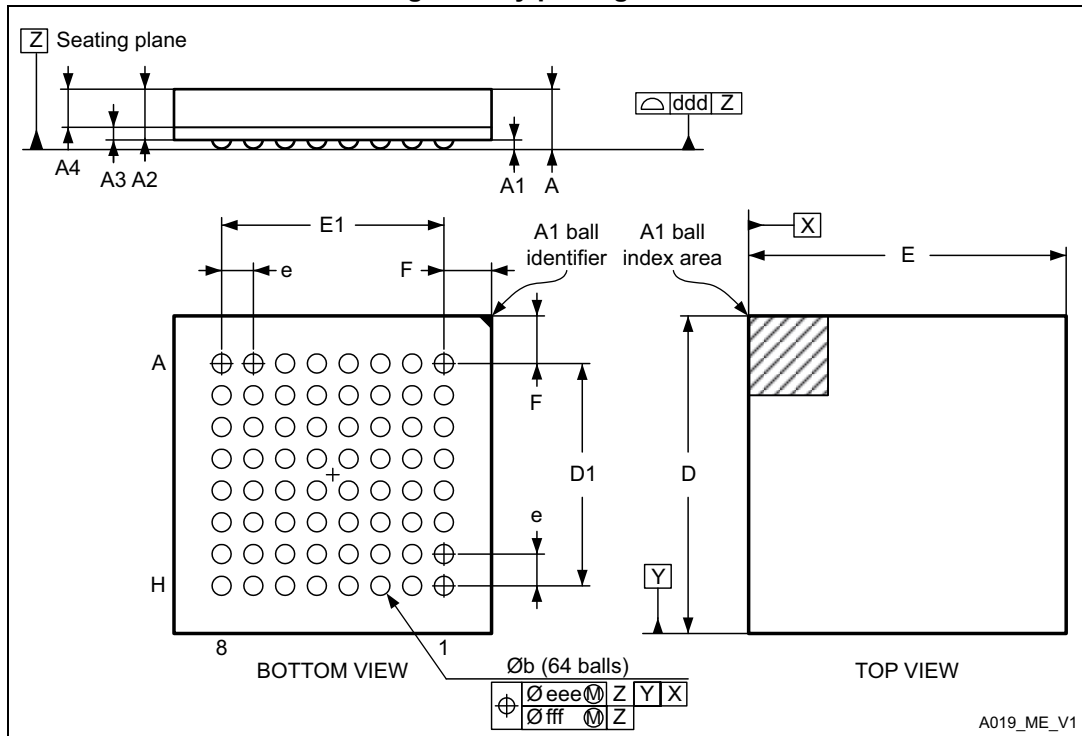 Z Seating plane
ddd Z
A4
A3 A2
A1
A
E1
A1 ball
identifier
A1 ball
index area
X
E
e
F
A
F
D1
D
e
H
Y
8
1
BOTTOM VIEW
Øb (64 balls)
TOP VIEW
Ø eee Ⓜ Z Y X
Ø fff Ⓜ Z
A019_ME_V1